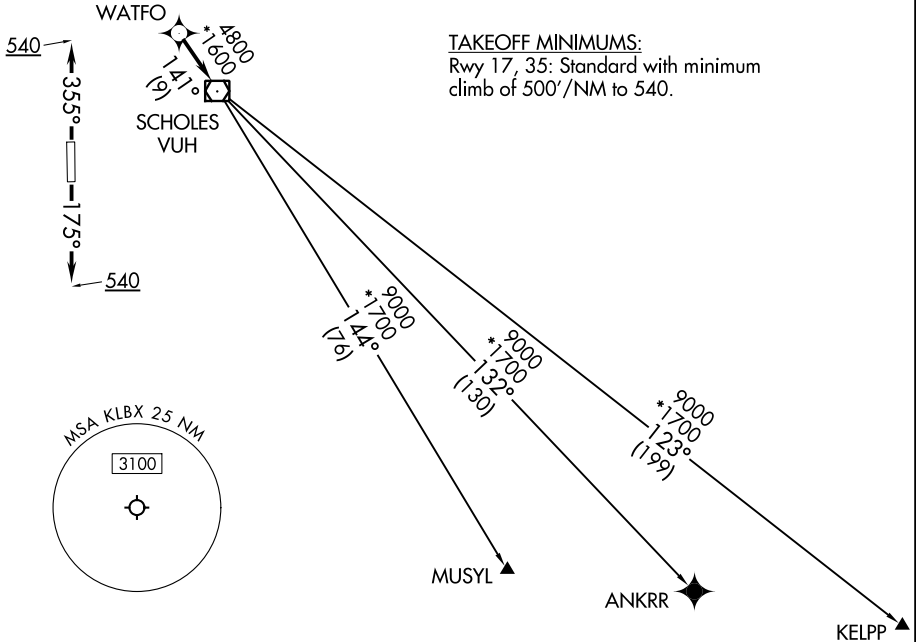 WATFO
4800
*1600
141°
(9)
SCHOLES
VUH
540
355°
175°
540
TAKEOFF MINIMUMS:
Rwy 17, 35: Standard with minimum
climb of 500'/NM to 540.
9000
*1700
144°
(76)
9000
*1700
132°
(130)
9000
*1700
123°
(199)
MSA KLBX 25 NM
3100
MUSYL
ANKRR
KELPP